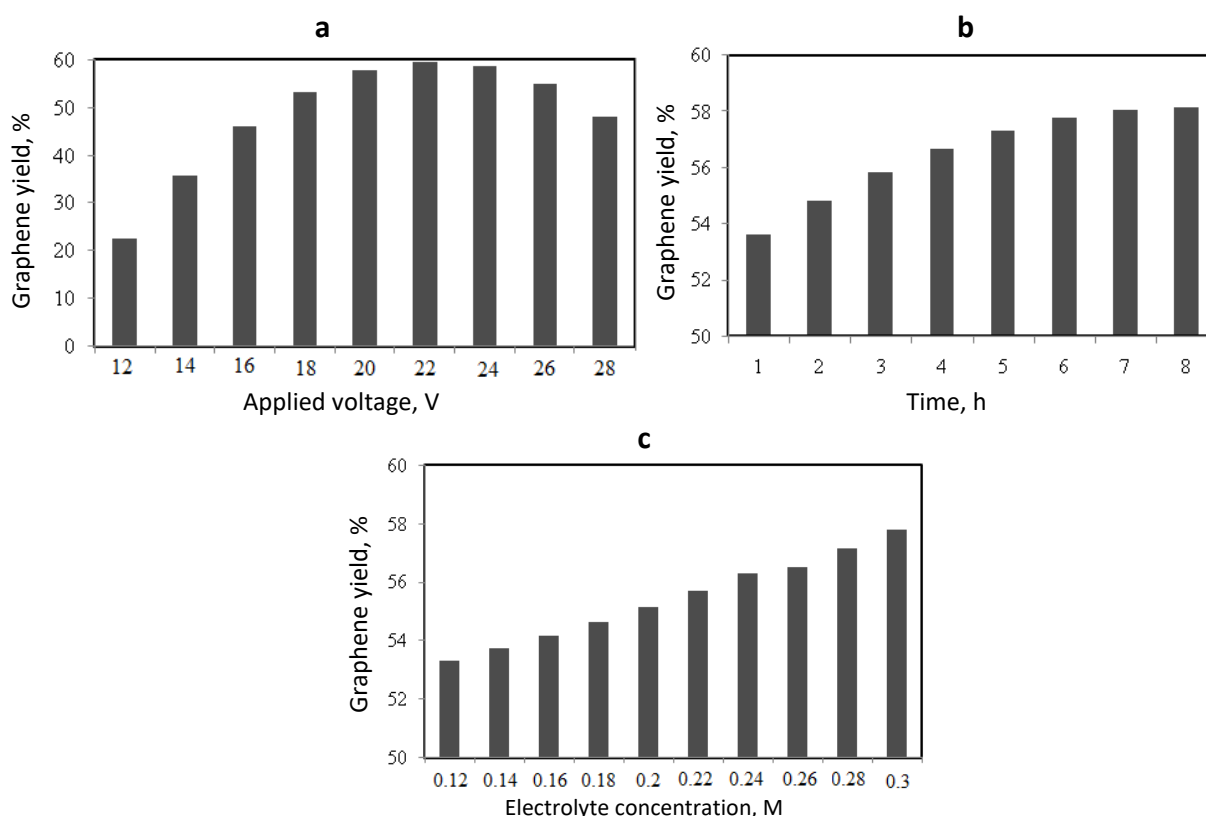 a
Graphene yield, %
60
50
40
30
20
10
0
12 14 16 18 20 22 24 26 28
Applied voltage, V
b
Graphene yield, %
60
58
56
54
52
50
1 2 3 4 5 6 7 8
Time, h
c
Graphene yield, %
60
58
56
54
52
50
0.12 0.14 0.16 0.18 0.2 0.22 0.24 0.26 0.28 0.3
Electrolyte concentration, M